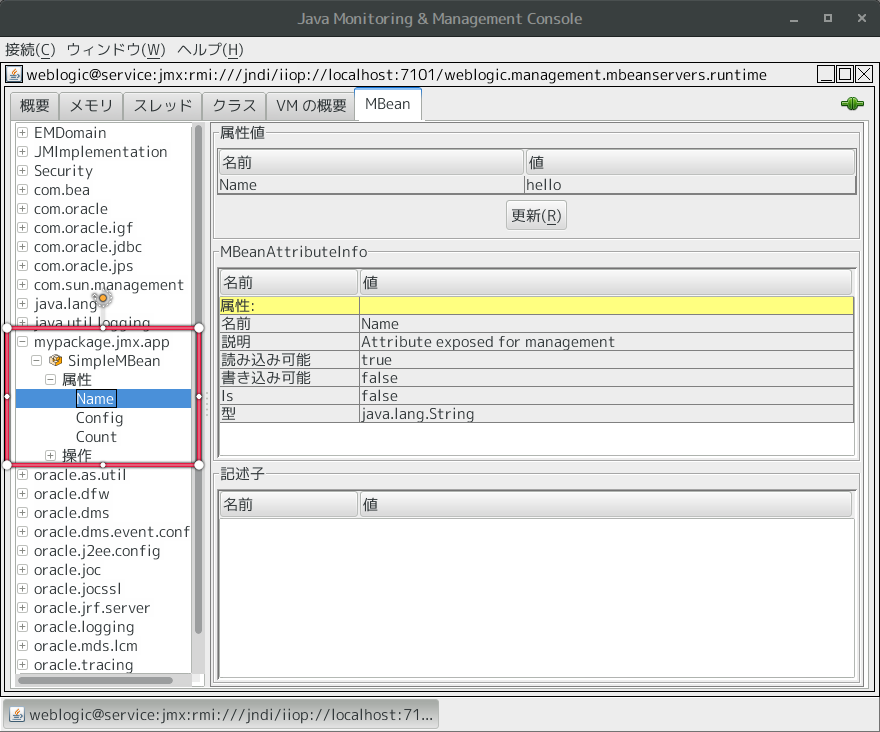 Java Monitoring & Management Console
接続(C) ウィンドウ(W) ヘルプ(H)
weblogic@service:jmx:rmi:///jndi/iiop://localhost:7101/weblogic.management.mbeanservers.runtime
概要 メモリ スレッド クラス VM の概要 MBean
EMDomain
JMImplementation
Security
com.bea
com.oracle
com.oracle.igf
com.oracle.jdbc
com.oracle.jps
com.sun.management
java.lang
java.util.logging
mypackage.jmx.app
SimpleMBean
属性
Name
Config
Count
操作
oracle.as.util
oracle.dfw
oracle.dms
oracle.dms.event.conf
oracle.j2ee.config
oracle.joc
oracle.jocssl
oracle.jrf.server
oracle.logging
oracle.mds.lcm
oracle.tracing
属性値
名前 値
Name hello
更新(R)
MBeanAttributeInfo
名前 値
属性:
名前 Name
説明 Attribute exposed for management
読み込み可能 true
書き込み可能 false
Is false
型 java.lang.String
記述子
名前 値
weblogic@service:jmx:rmi:///jndi/iiop://localhost:71...